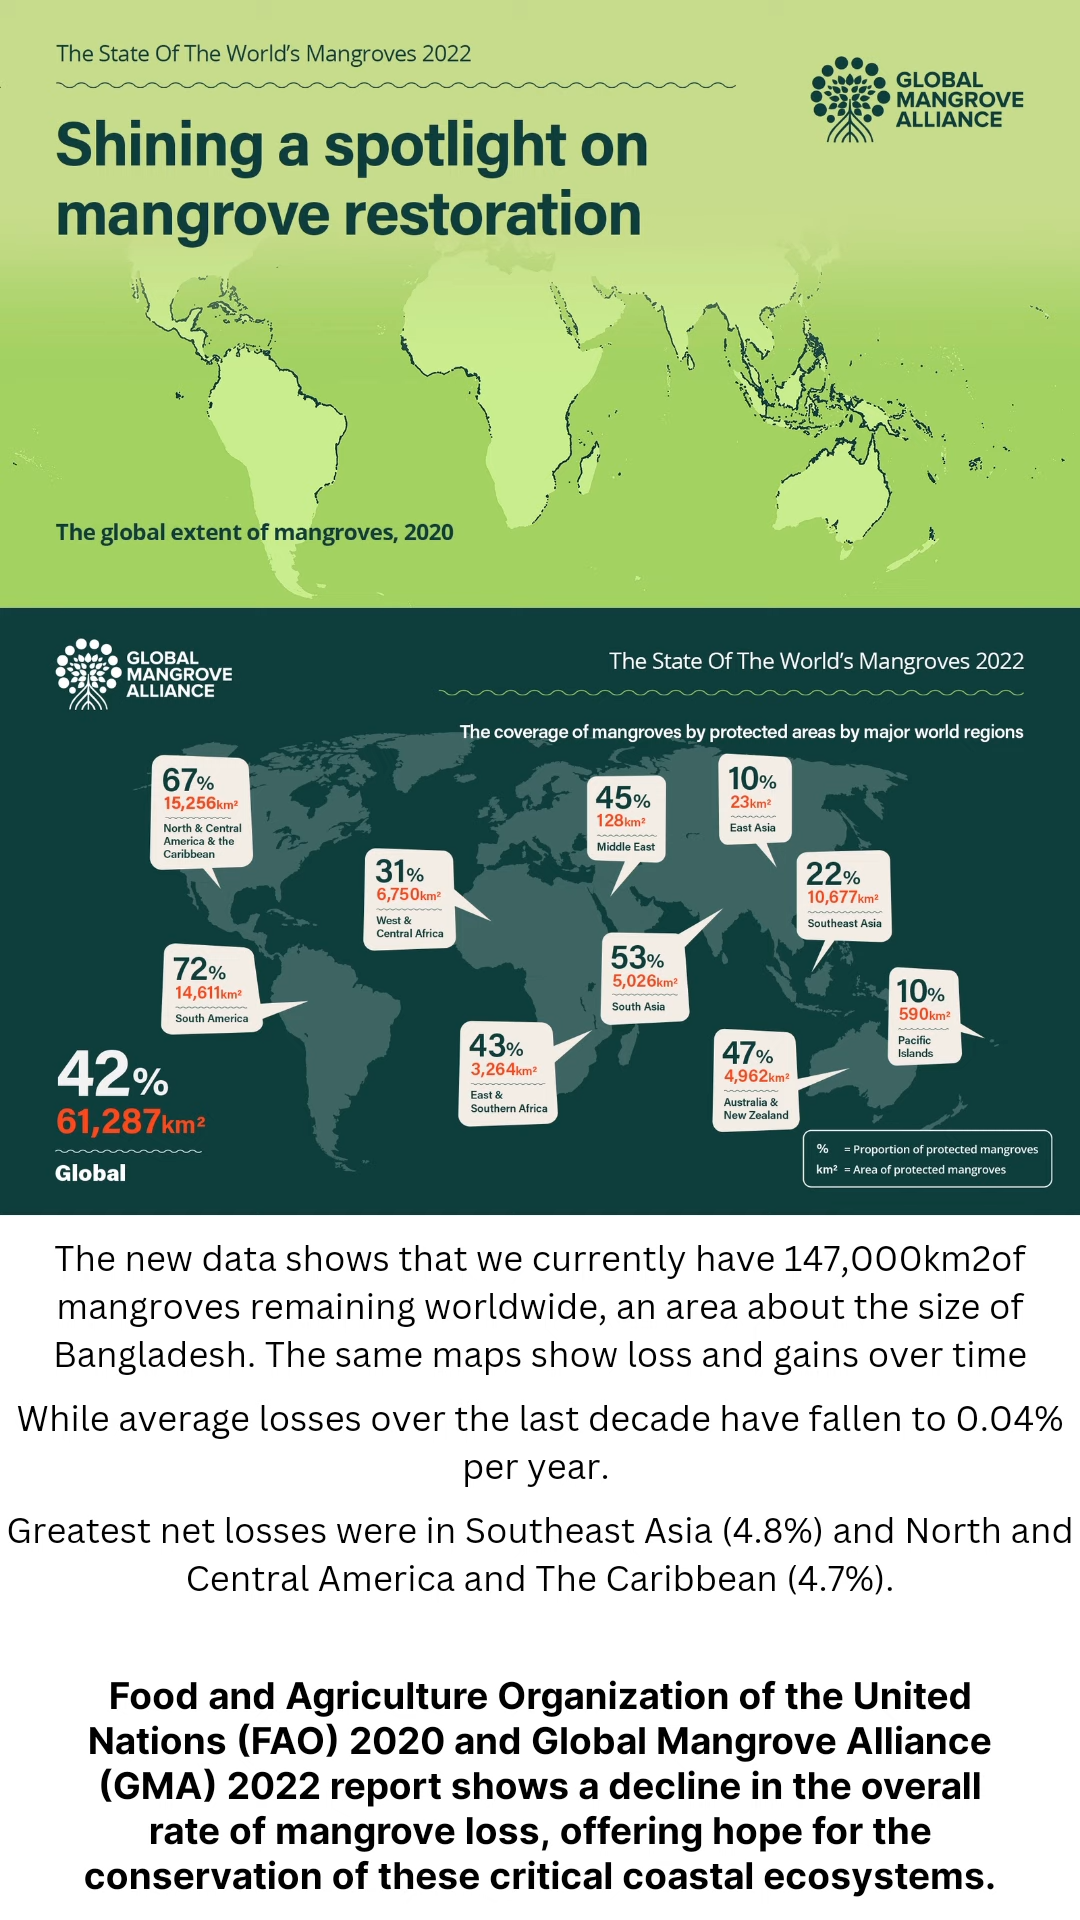 The State Of The World's Mangroves 2022
GLOBAL
MANGROVE
ALLIANCE
Shining a spotlight on
mangrove restoration
The global extent of mangroves, 2020
GLOBAL
MANGROVE
ALLIANCE
The State Of The World's Mangroves 2022
The coverage of mangroves by protected areas by major world regions
67%
15,256km²
North & Central
America & the
Caribbean
45%
128km²
Middle East
10%
23km²
East Asia
31%
6,750km²
West &
Central Africa
22%
10,677km²
Southeast Asia
72%
14,611km²
South America
53%
5,026km²
South Asia
10%
590km²
Pacific
Islands
43%
3,264km²
East &
Southern Africa
47%
4,962km²
Australia &
New Zealand
42%
61,287km²
Global
% = Proportion of protected mangroves
km² = Area of protected mangroves
The new data shows that we currently have 147,000km2of
mangroves remaining worldwide, an area about the size of
Bangladesh. The same maps show loss and gains over time
While average losses over the last decade have fallen to 0.04%
per year.
Greatest net losses were in Southeast Asia (4.8%) and North and
Central America and The Caribbean (4.7%).
Food and Agriculture Organization of the United
Nations (FAO) 2020 and Global Mangrove Alliance
(GMA) 2022 report shows a decline in the overall
rate of mangrove loss, offering hope for the
conservation of these critical coastal ecosystems.